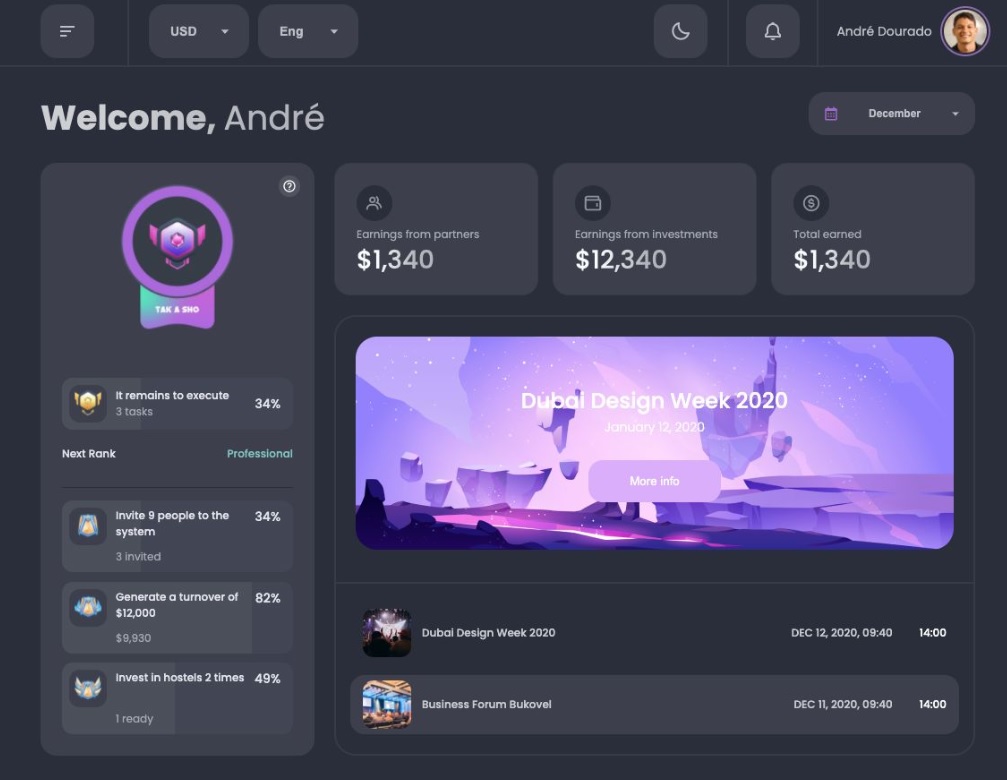 USD
Eng
André Dourado
Welcome, André
December
TAK & SHO
It remains to execute
3 tasks
34%
Next Rank
Professional
Invite 9 people to the
system
34%
3 invited
Generate a turnover of
$12,000
82%
$9,930
Invest in hostels 2 times
49%
1 ready
Earnings from partners
$1,340
Earnings from investments
$12,340
Total earned
$1,340
Dubai Design Week 2020
January 12, 2020
More info
Dubai Design Week 2020
DEC 12, 2020, 09:40
14:00
Business Forum Bukovel
DEC 11, 2020, 09:40
14:00